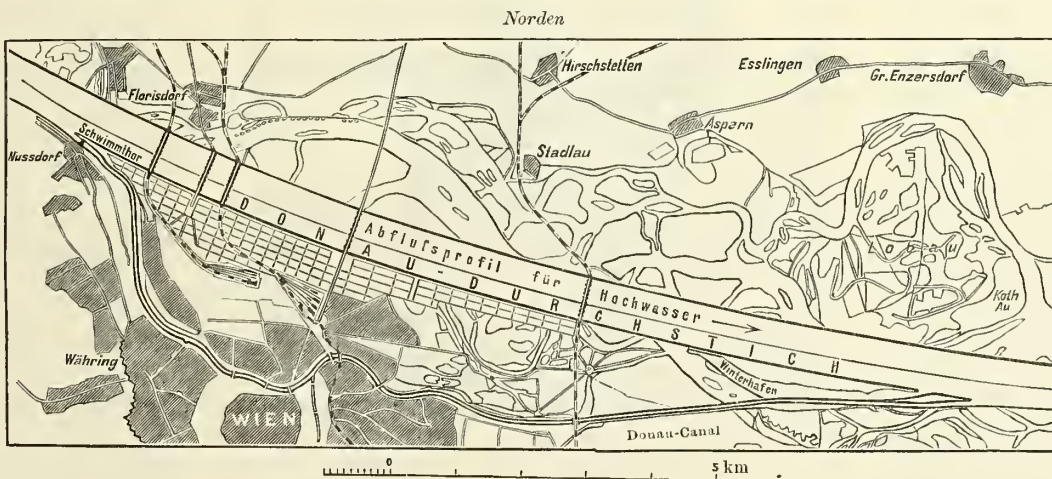 Norden
Florisdorf
Hirschstetten
Esslingen
Gr. Enzersdorf
Aspern
Schwimmthor
Nussdorf
Stadlau
Abflußprofil für Hochwasser
DONAU-DURCHSTICH
Lobau
Koth
Au
Währing
Winterhafen
WIEN
Donau-Canal
0 5 km